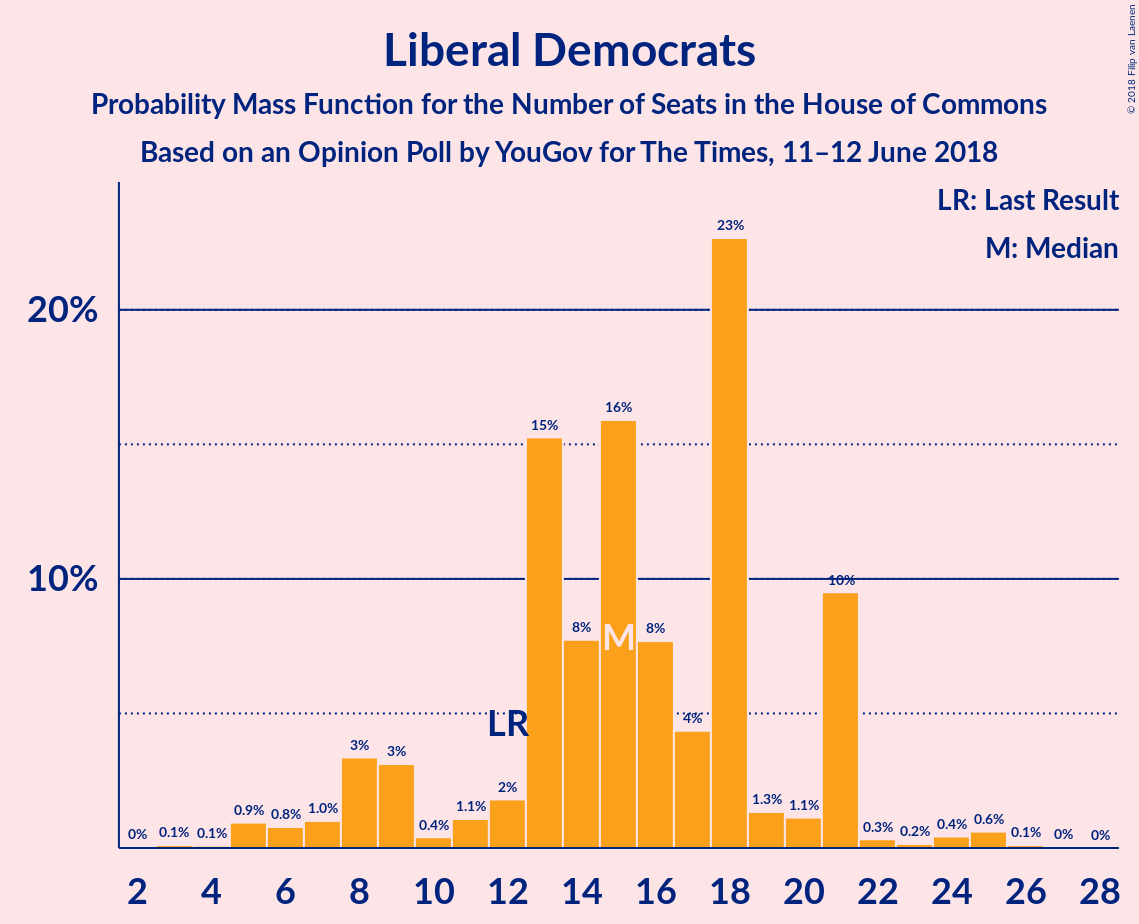 © 2018 Filip van Laenen
Liberal Democrats
Probability Mass Function for the Number of Seats in the House of Commons
Based on an Opinion Poll by YouGov for The Times, 11–12 June 2018
LR: Last Result
M: Median
20%
10%
0% 0.1% 0.1% 0.9% 0.8% 1.0% 3% 3% 0.4% 1.1% 2% 15% 8% 16% 8% 4% 23% 1.3% 1.1% 10% 0.3% 0.2% 0.4% 0.6% 0.1% 0% 0%
LR
M
2 4 6 8 10 12 14 16 18 20 22 24 26 28